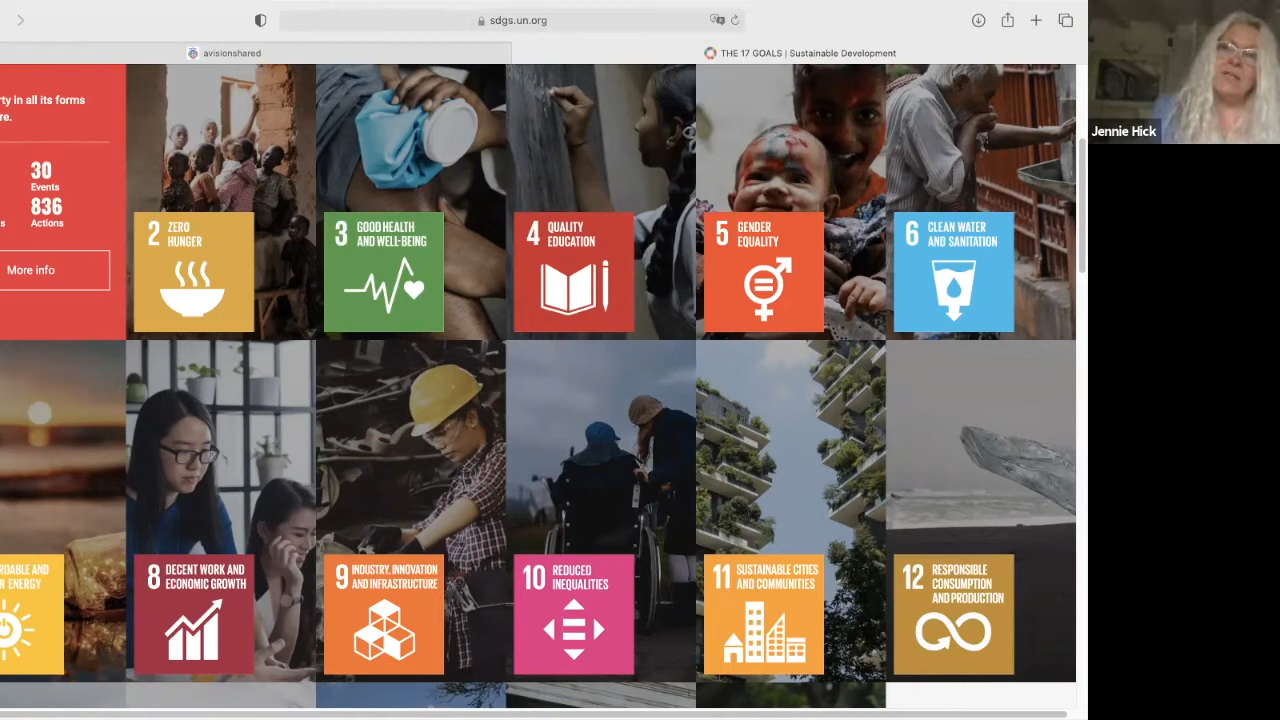 sdgs.un.org
avisionshared
THE 17 GOALS | Sustainable Development
Jennie Hick
rty in all its forms
re.
30
Events
s
836
Actions
More info
2 ZERO
HUNGER
3 GOOD HEALTH
AND WELL-BEING
4 QUALITY
EDUCATION
5 GENDER
EQUALITY
6 CLEAN WATER
AND SANITATION
RDABLE AND
N ENERGY
8 DECENT WORK AND
ECONOMIC GROWTH
9 INDUSTRY, INNOVATION
AND INFRASTRUCTURE
10 REDUCED
INEQUALITIES
11 SUSTAINABLE CITIES
AND COMMUNITIES
12 RESPONSIBLE
CONSUMPTION
AND PRODUCTION